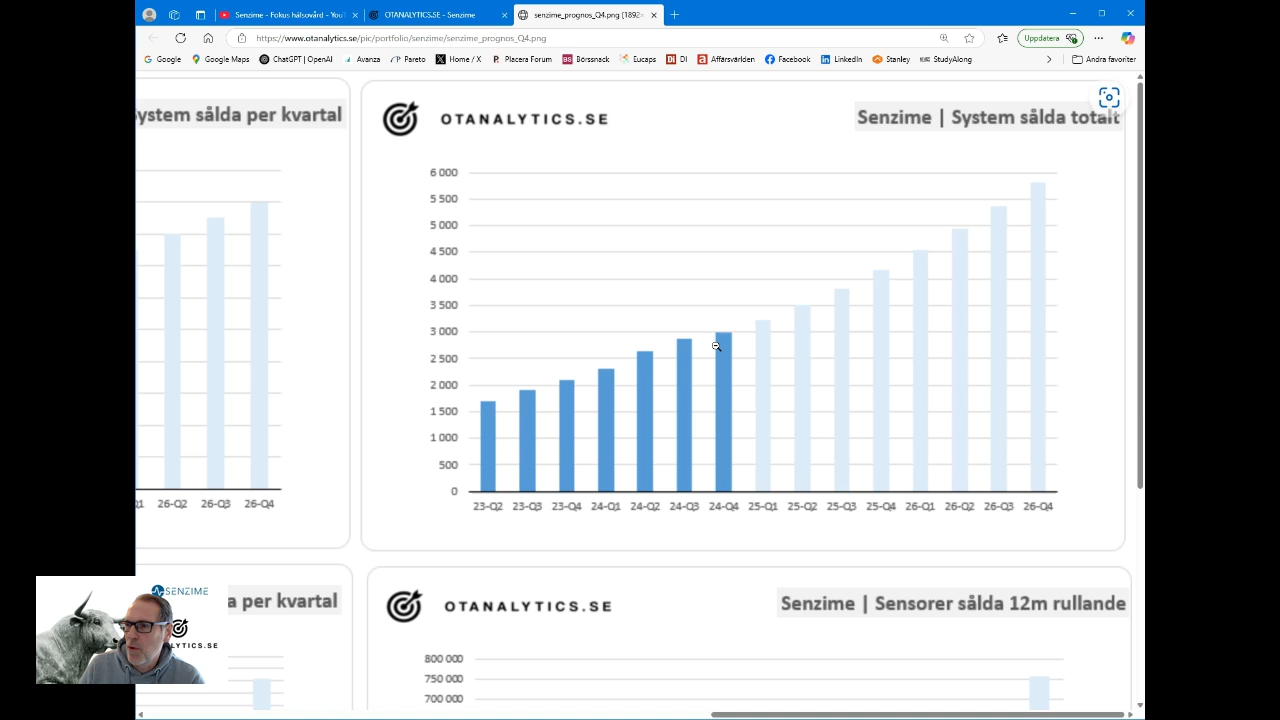 Senzime - Fokus hälsovård - YouT
OTANALYTICS.SE - Senzime
senzime_prognos_Q4.png (1892×
https://www.otanalytics.se/pic/portfolio/senzime/senzime_prognos_Q4.png
Uppdatera
Google
Google Maps
ChatGPT | OpenAI
Avanza
Pareto
Home / X
Placera Forum
BS Börssnack
Eucaps
DI DI
a Affärsvärlden
Facebook
LinkedIn
Stanley
StudyAlong
Andra favoriter
ystem sålda per kvartal
26-Q2 26-Q3 26-Q4
OTANALYTICS.SE
Senzime | System sålda totalt
6 000
5 500
5 000
4 500
4 000
3 500
3 000
2 500
2 000
1 500
1 000
500
0
23-Q2 23-Q3 23-Q4 24-Q1 24-Q2 24-Q3 24-Q4 25-Q1 25-Q2 25-Q3 25-Q4 26-Q1 26-Q2 26-Q3 26-Q4
a per kvartal
OTANALYTICS.SE
Senzime | Sensorer sålda 12m rullande
800 000
750 000
700 000
SENZIME
LYTICS.SE